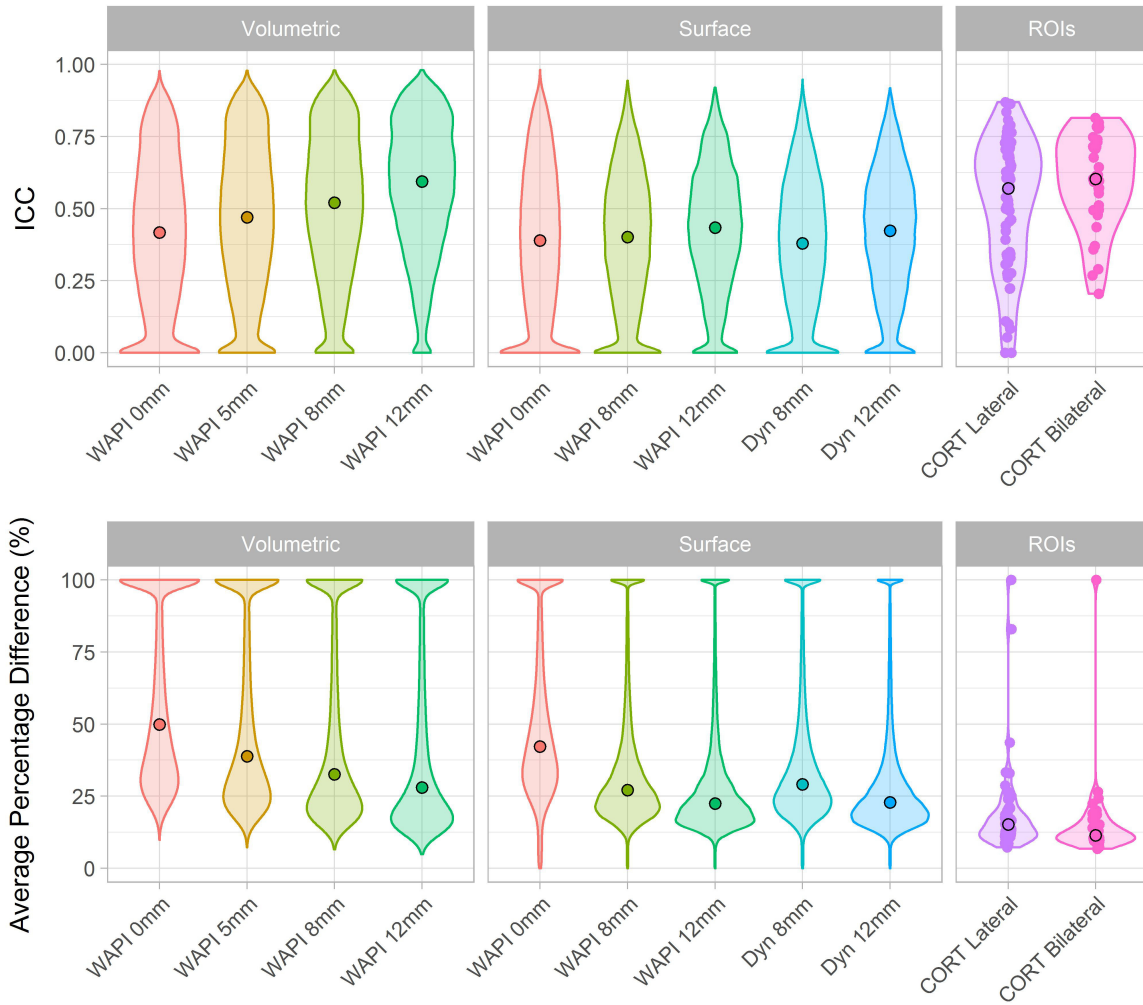 Volumetric Surface ROIs
ICC
1.00
0.75
0.50
0.25
0.00
WAPI 0mm WAPI 5mm WAPI 8mm WAPI 12mm WAPI 0mm WAPI 8mm WAPI 12mm Dyn 8mm Dyn 12mm CORT Lateral CORT Bilateral
Volumetric Surface ROIs
Average Percentage Difference (%)
100
75
50
25
0
WAPI 0mm WAPI 5mm WAPI 8mm WAPI 12mm WAPI 0mm WAPI 8mm WAPI 12mm Dyn 8mm Dyn 12mm CORT Lateral CORT Bilateral